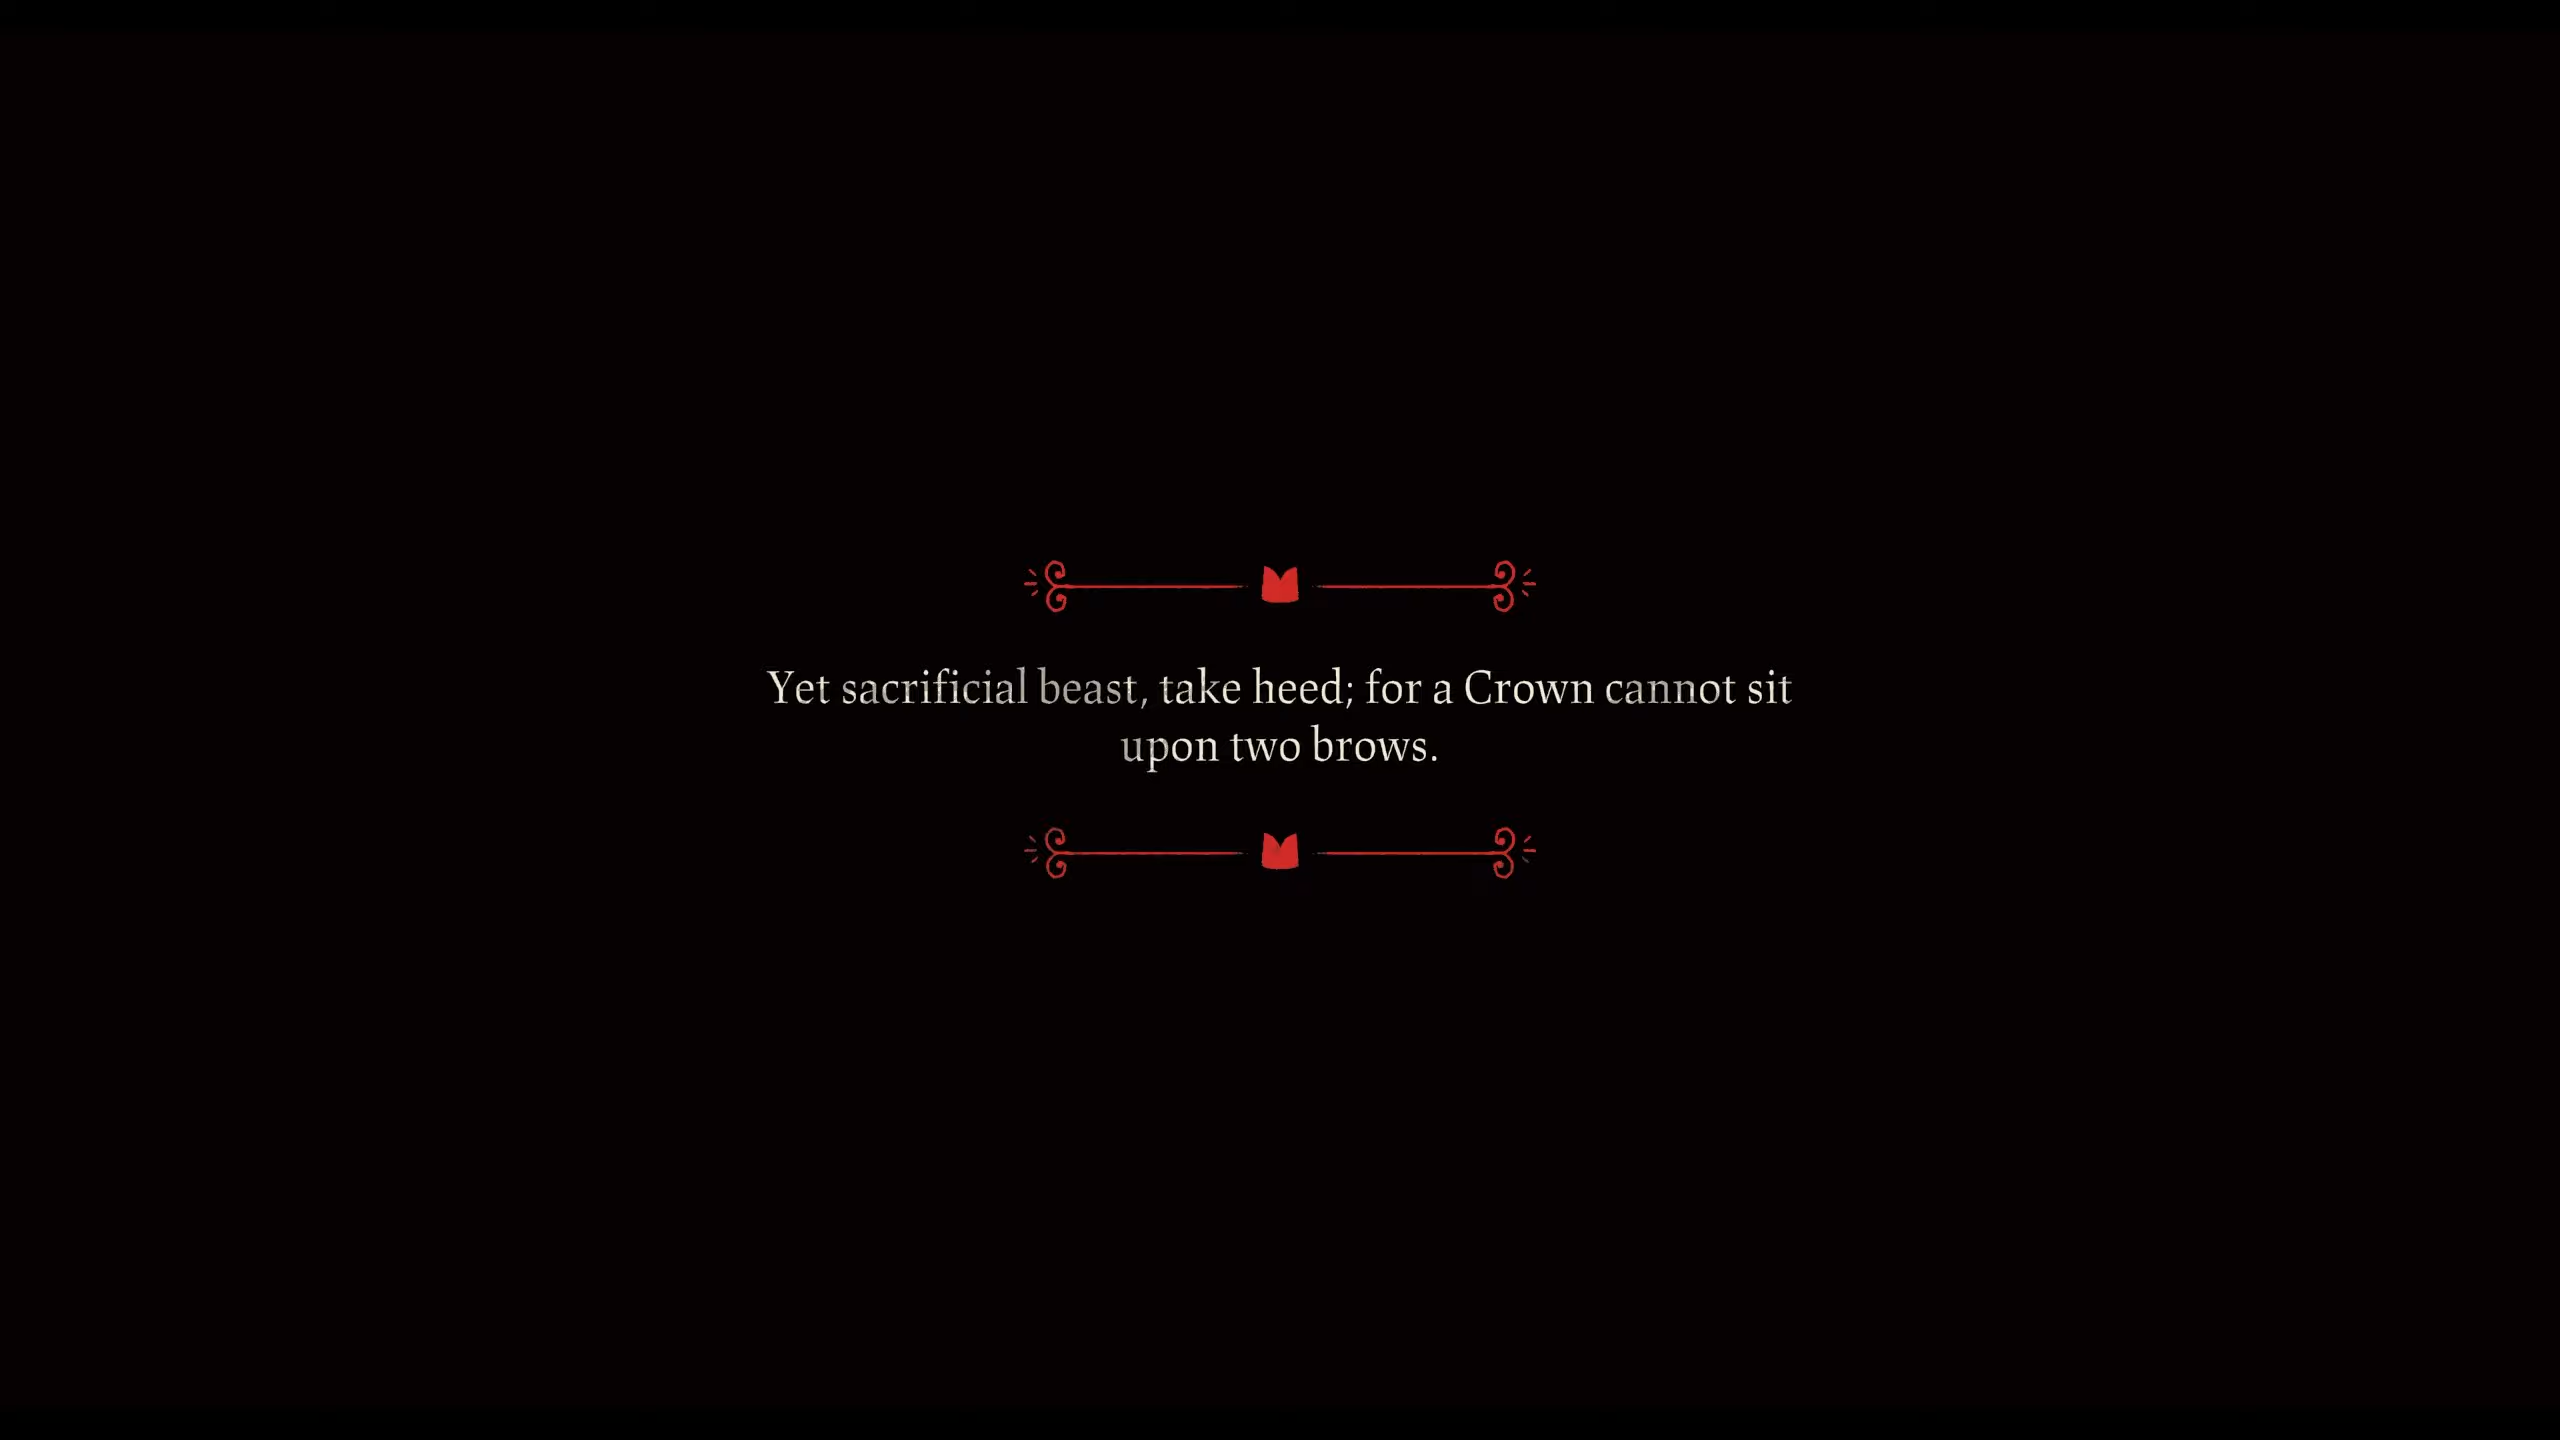 Yet sacrificial beast, take heed; for a Crown cannot sit
upon two brows.